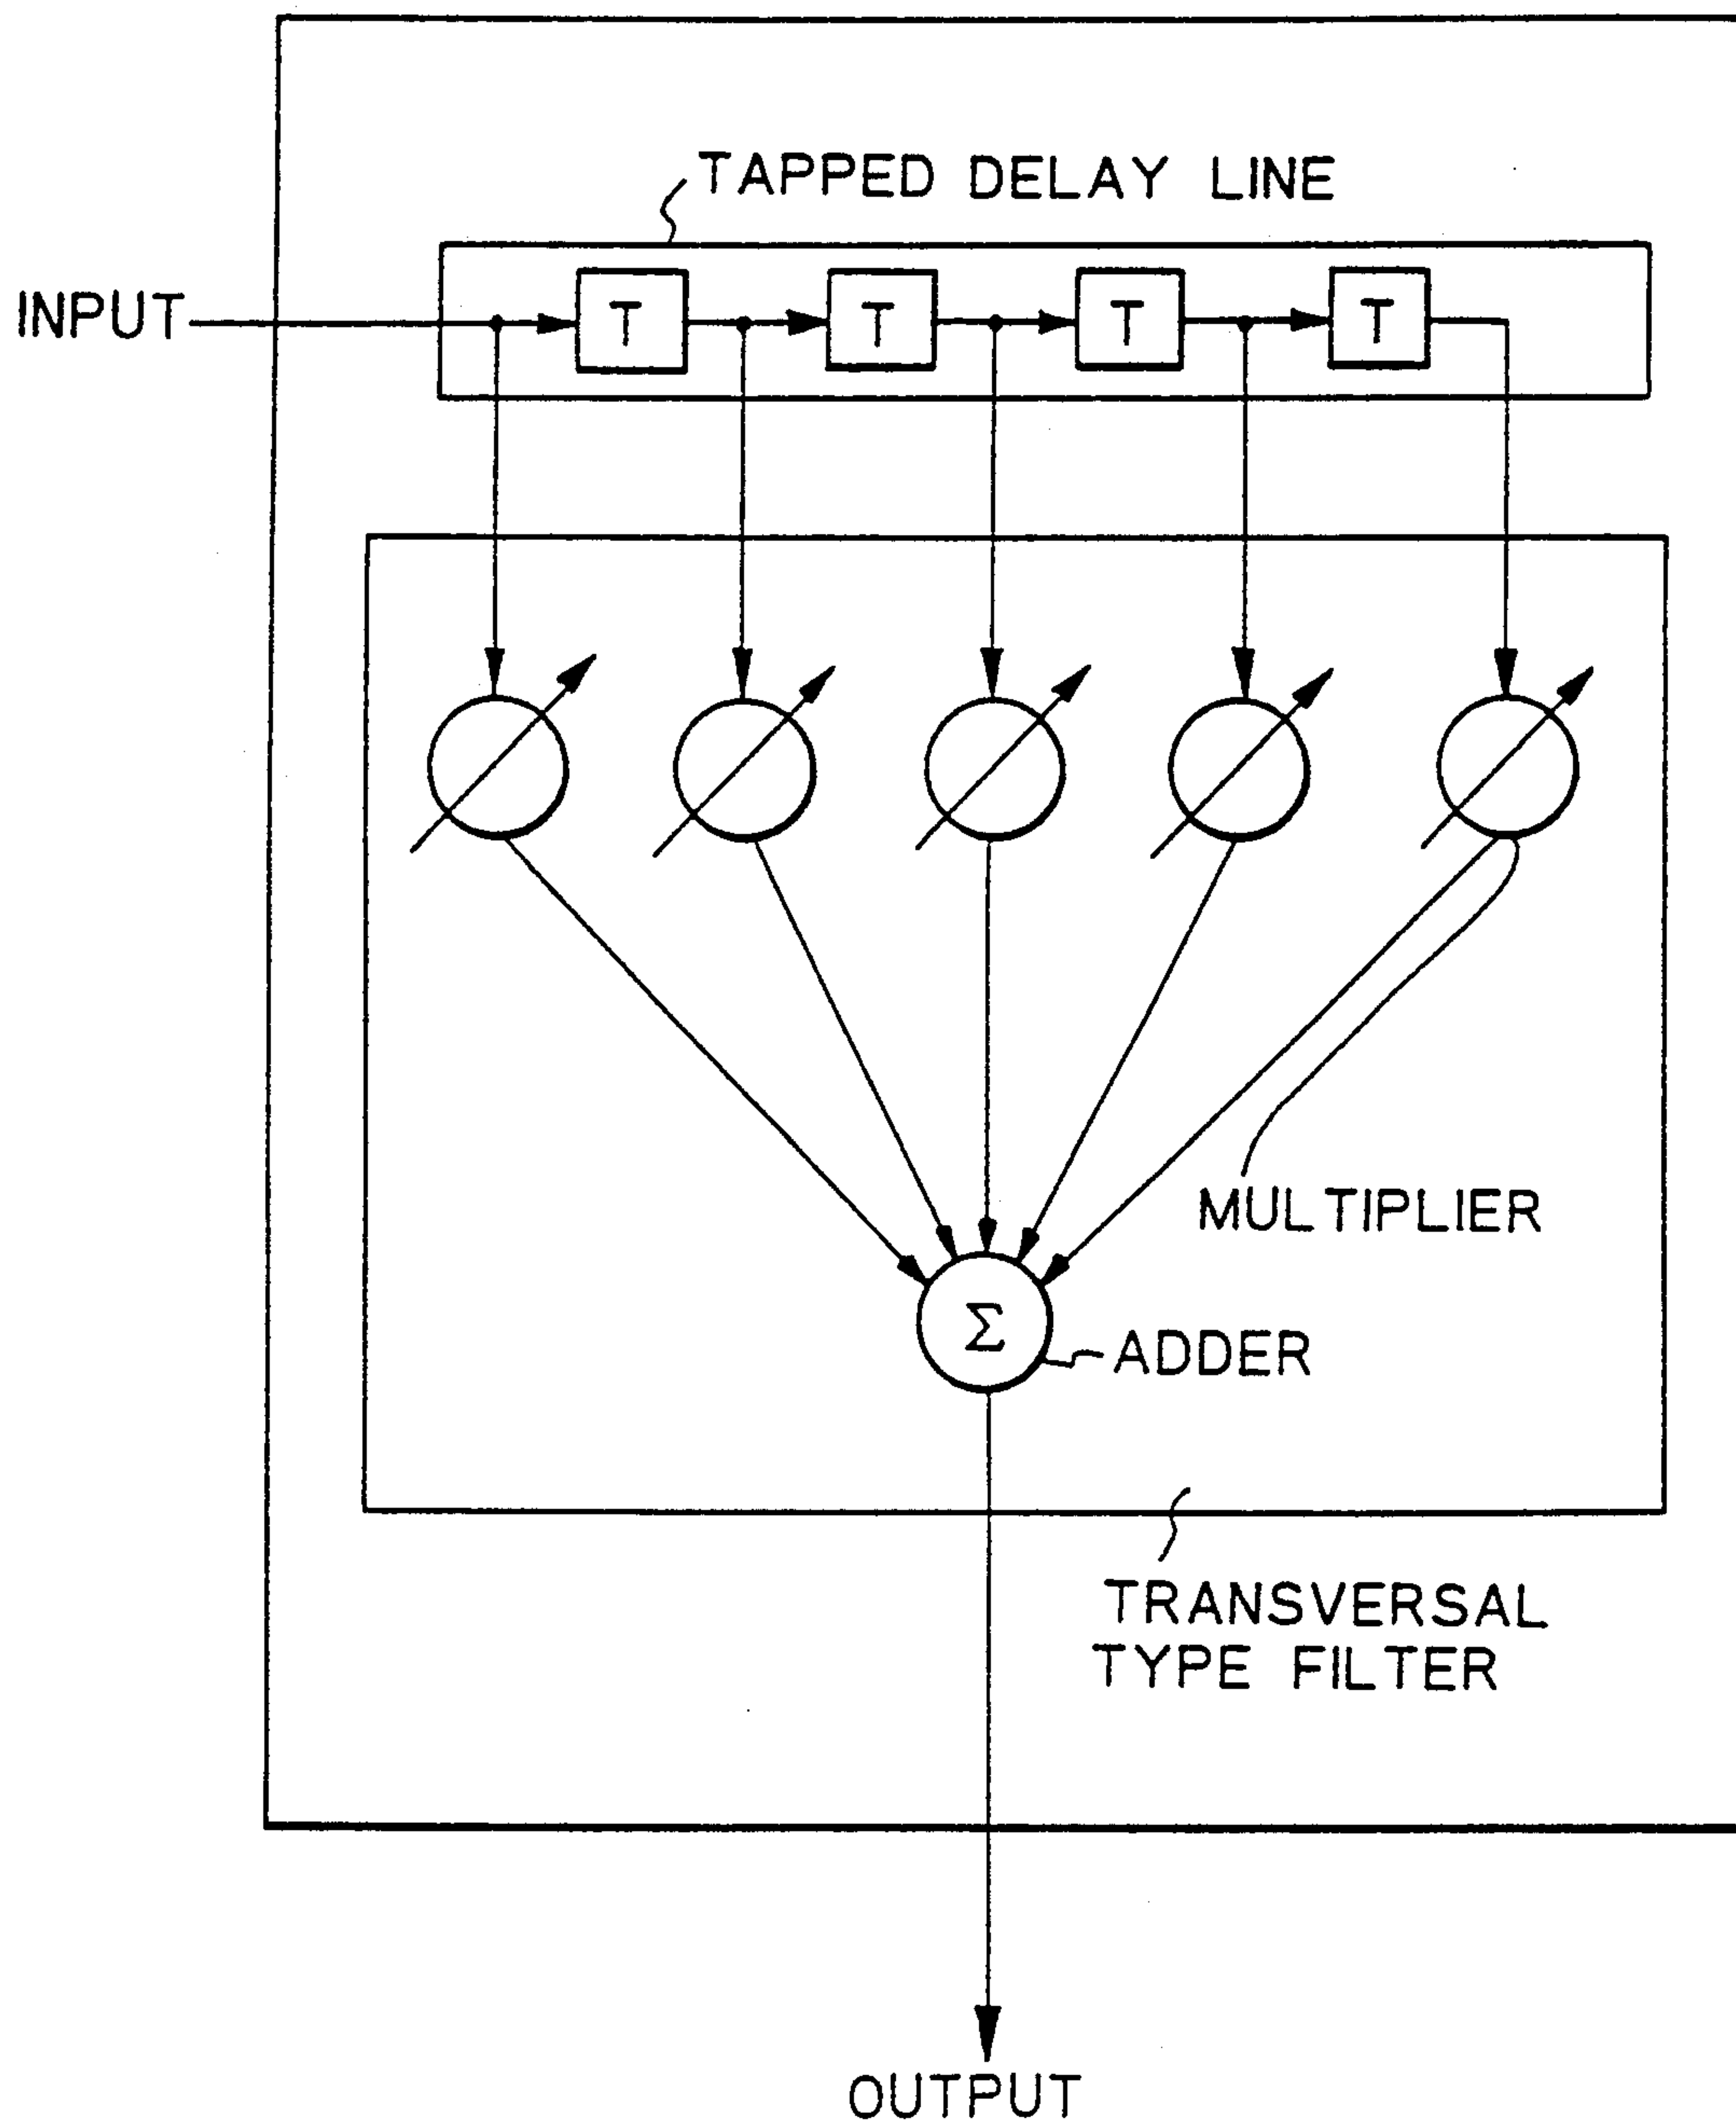 TAPPED DELAY LINE
INPUT
T T T T
MULTIPLIER
Σ
ADDER
TRANSVERSAL
TYPE FILTER
OUTPUT